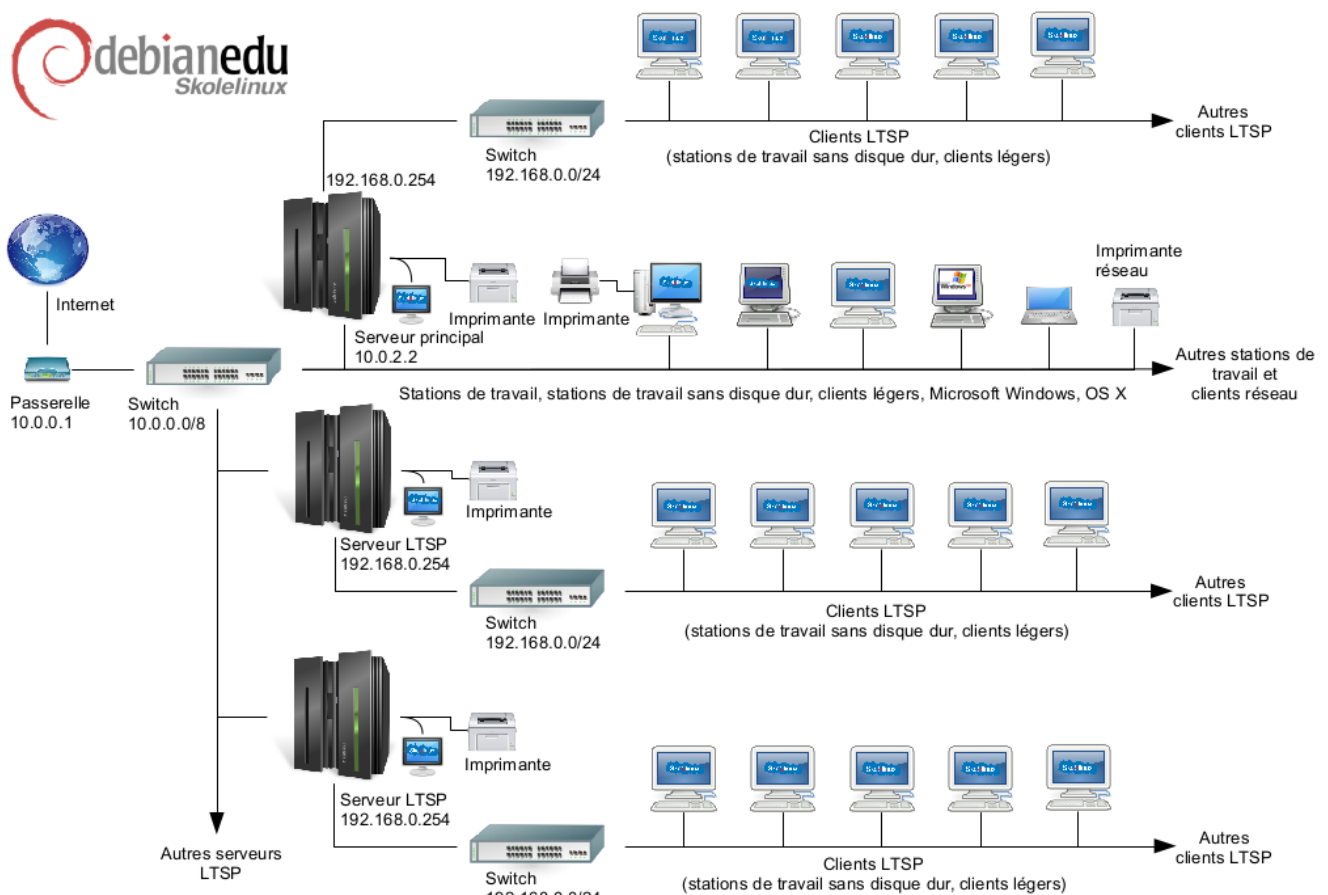 debianedu
Skolelinux
Autres
clients LTSP
Clients LTSP
(stations de travail sans disque dur, clients légers)
Switch
192.168.0.0/24
192.168.0.254
Internet
Imprimante
réseau
Imprimante
Imprimante
Serveur principal
10.0.2.2
Windows
Autres stations de
travail et
clients réseau
Stations de travail, stations de travail sans disque dur, clients légers, Microsoft Windows, OS X
Passerelle
10.0.0.1
Switch
10.0.0.0/8
Imprimante
Serveur LTSP
192.168.0.254
Autres
clients LTSP
Clients LTSP
(stations de travail sans disque dur, clients légers)
Switch
192.168.0.0/24
Imprimante
Serveur LTSP
192.168.0.254
Autres serveurs
LTSP
Autres
clients LTSP
Clients LTSP
(stations de travail sans disque dur, clients légers)
Switch
192.168.0.0/24